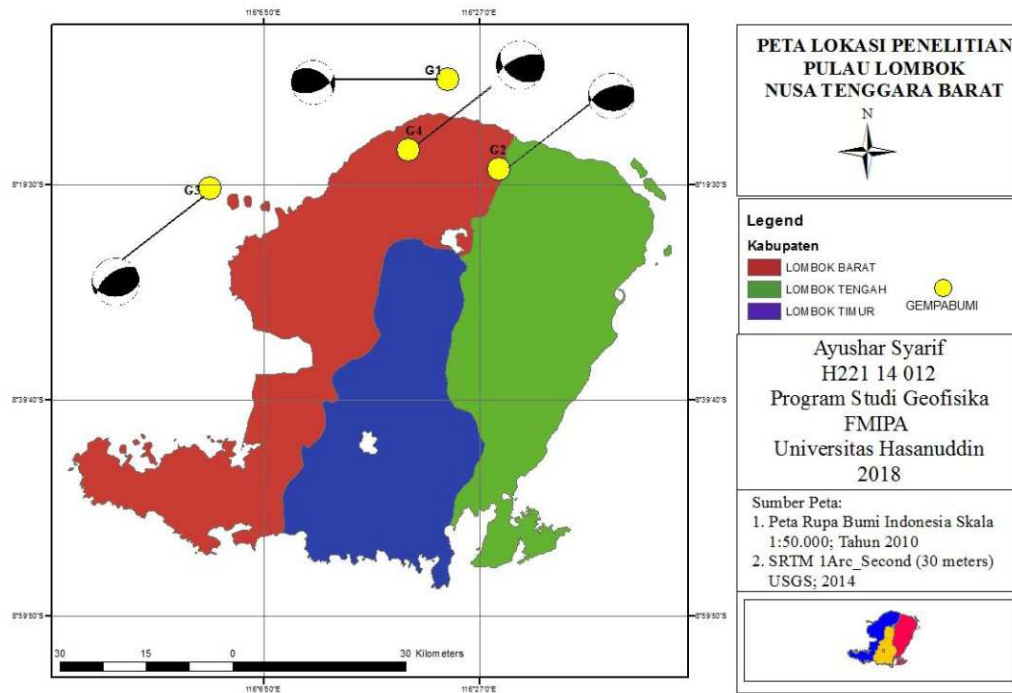 116°6'50"E
116°27'0"E
G1
G4
G2
G3
8°19'30"S
8°19'30"S
8°39'40"S
8°39'40"S
8°59'50"S
8°59'50"S
30
15
0
30 Kilometers
116°6'50"E
116°27'0"E
PETA LOKASI PENELITIAN
PULAU LOMBOK
NUSA TENGGARA BARAT
N
Legend
Kabupaten
LOMBOK BARAT
LOMBOK TENGAH
LOMBOK TIMUR
GEMPABUMI
Ayushar Syarif
H221 14 012
Program Studi Geofisika
FMIPA
Universitas Hasanuddin
2018
Sumber Peta:
1. Peta Rupa Bumi Indonesia Skala
1:50.000; Tahun 2010
2. SRTM 1Arc_Second (30 meters)
USGS; 2014